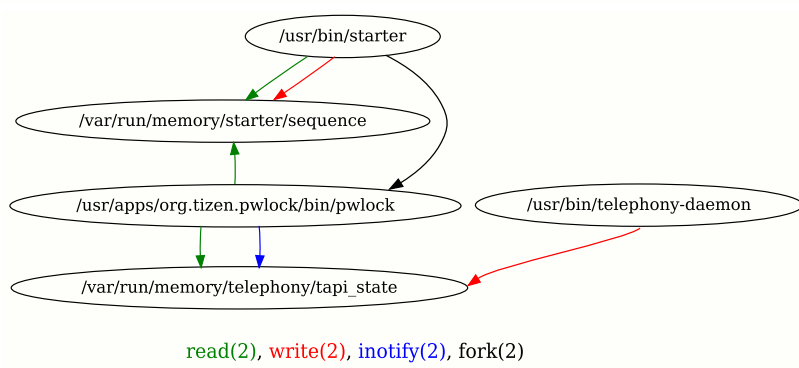 /usr/bin/starter
/var/run/memory/starter/sequence
/usr/apps/org.tizen.pwlock/bin/pwlock
/usr/bin/telephony-daemon
/var/run/memory/telephony/tapi_state
read(2), write(2), inotify(2), fork(2)